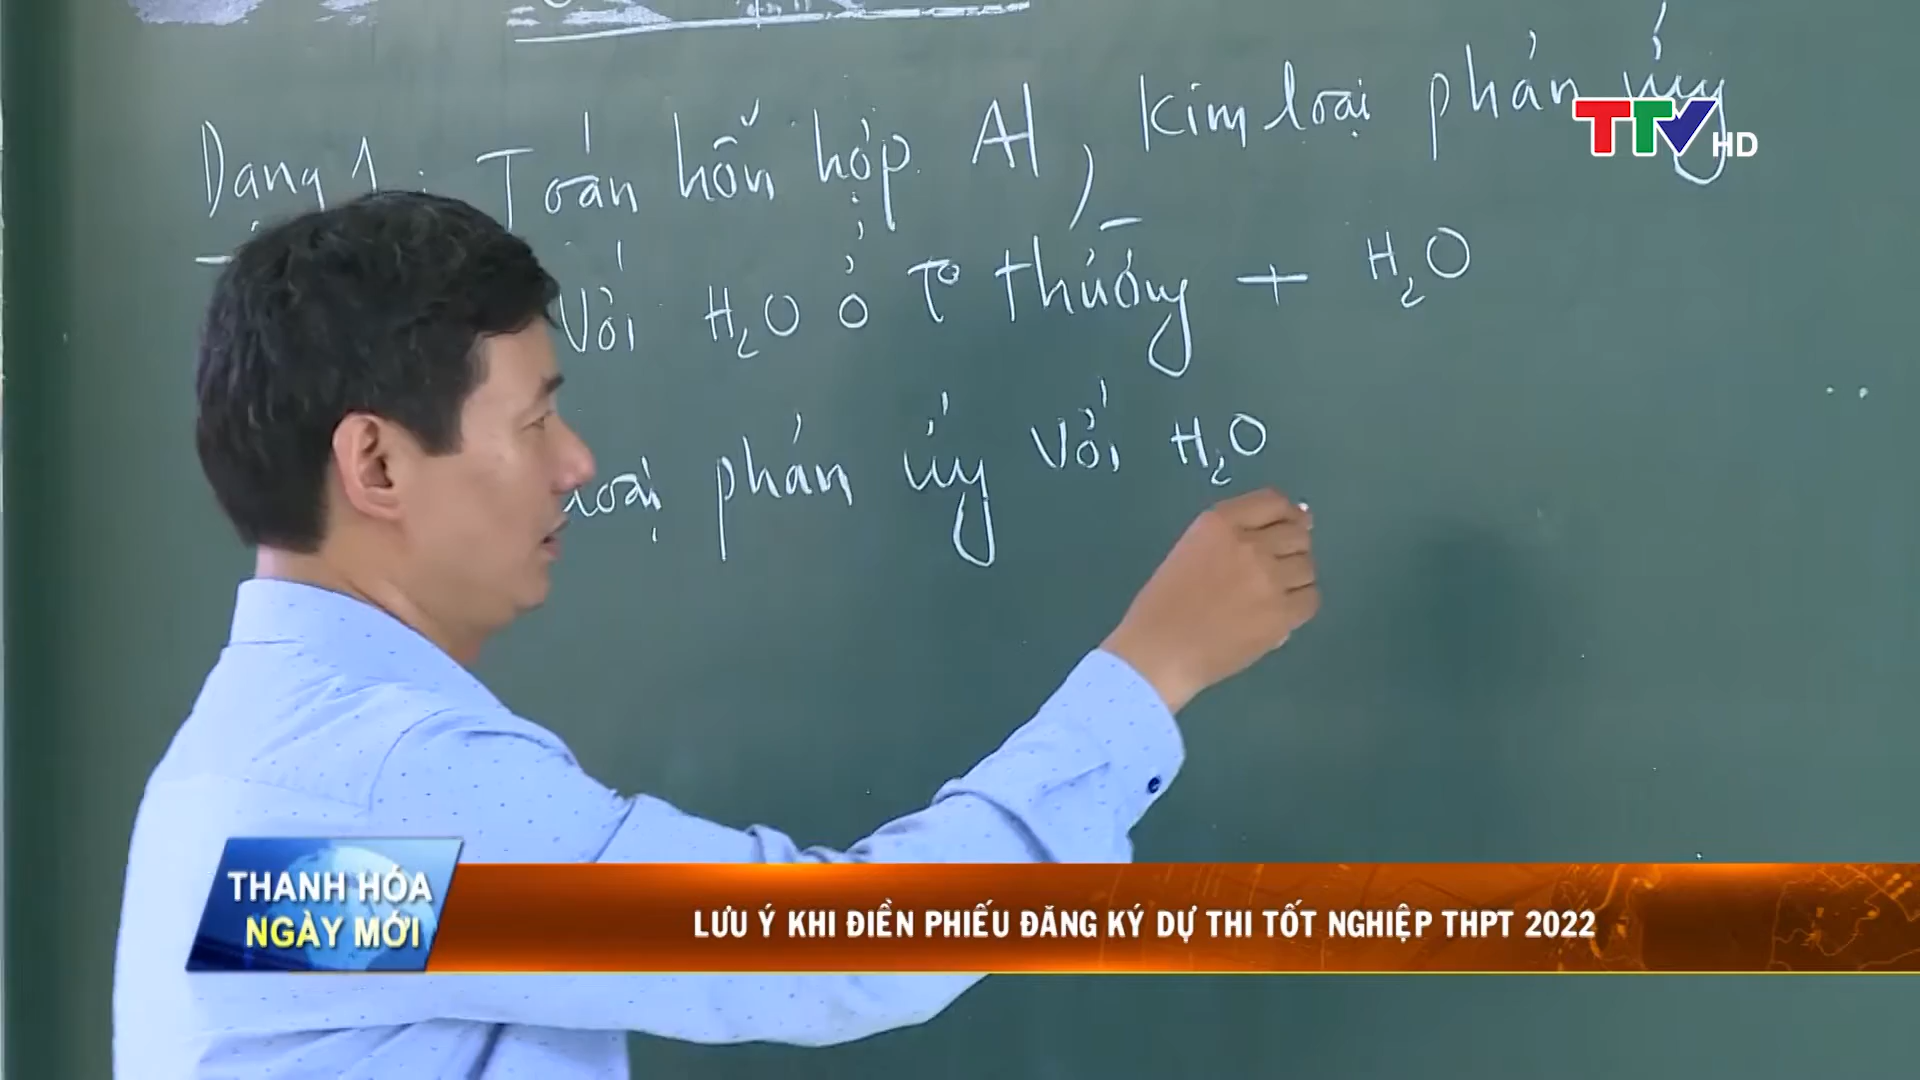 Dạng 1: Toán hỗn hợp Al, kim loại phản ứng
TTV HD
với H₂O ở t° thường + H₂O
loại phản ứng với H₂O
THANH HÓA
NGÀY MỚI
LƯU Ý KHI ĐIỀN PHIẾU ĐĂNG KÝ DỰ THI TỐT NGHIỆP THPT 2022